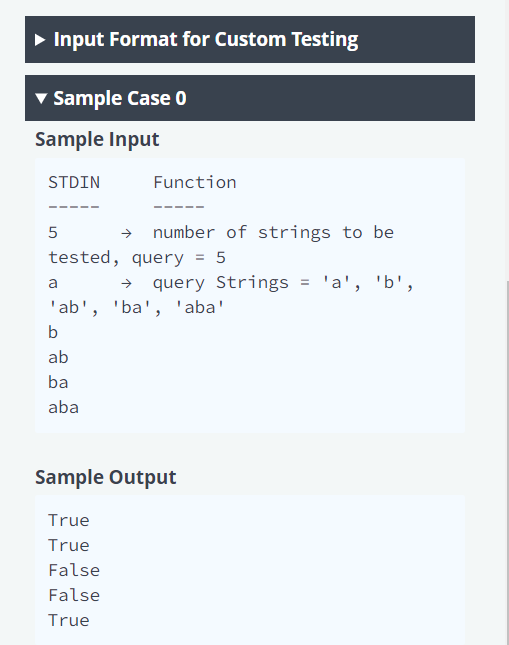 ▶ Input Format for Custom Testing
▼ Sample Case 0
Sample Input
STDIN     Function
-----     -----
5      →  number of strings to be
tested, query = 5
a      →  query Strings = 'a', 'b',
'ab', 'ba', 'aba'
b
ab
ba
aba
Sample Output
True
True
False
False
True